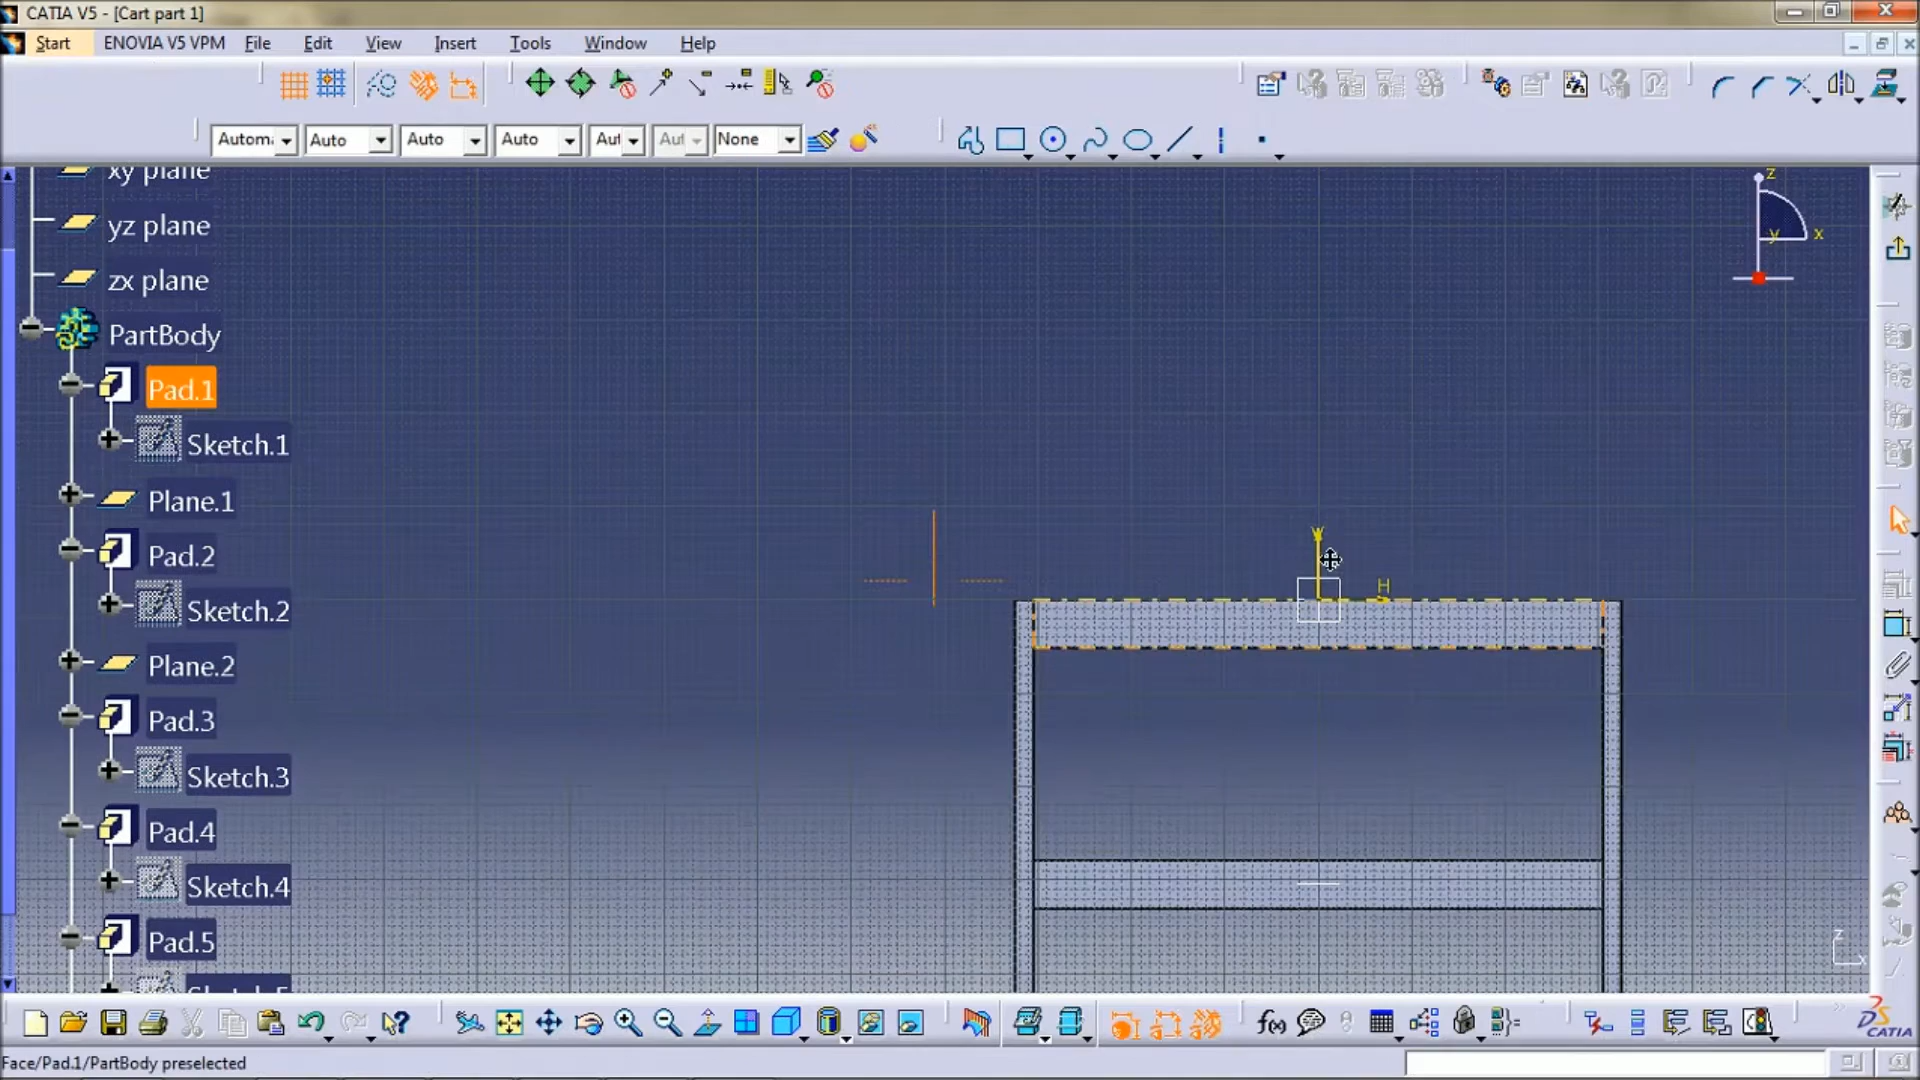 CATIA V5 - [Cart part 1]
Start ENOVIA V5 VPM File Edit View Insert Tools Window Help
Autom: Auto Auto Auto Aut Aut None
xy plane
yz plane
zx plane
PartBody
Pad.1
Sketch.1
Plane.1
Pad.2
Sketch.2
Plane.2
Pad.3
Sketch.3
Pad.4
Sketch.4
Pad.5
Sketch.5
z
y x
V
H
z
x
f(x)
CATIA
Face/Pad.1/PartBody preselected